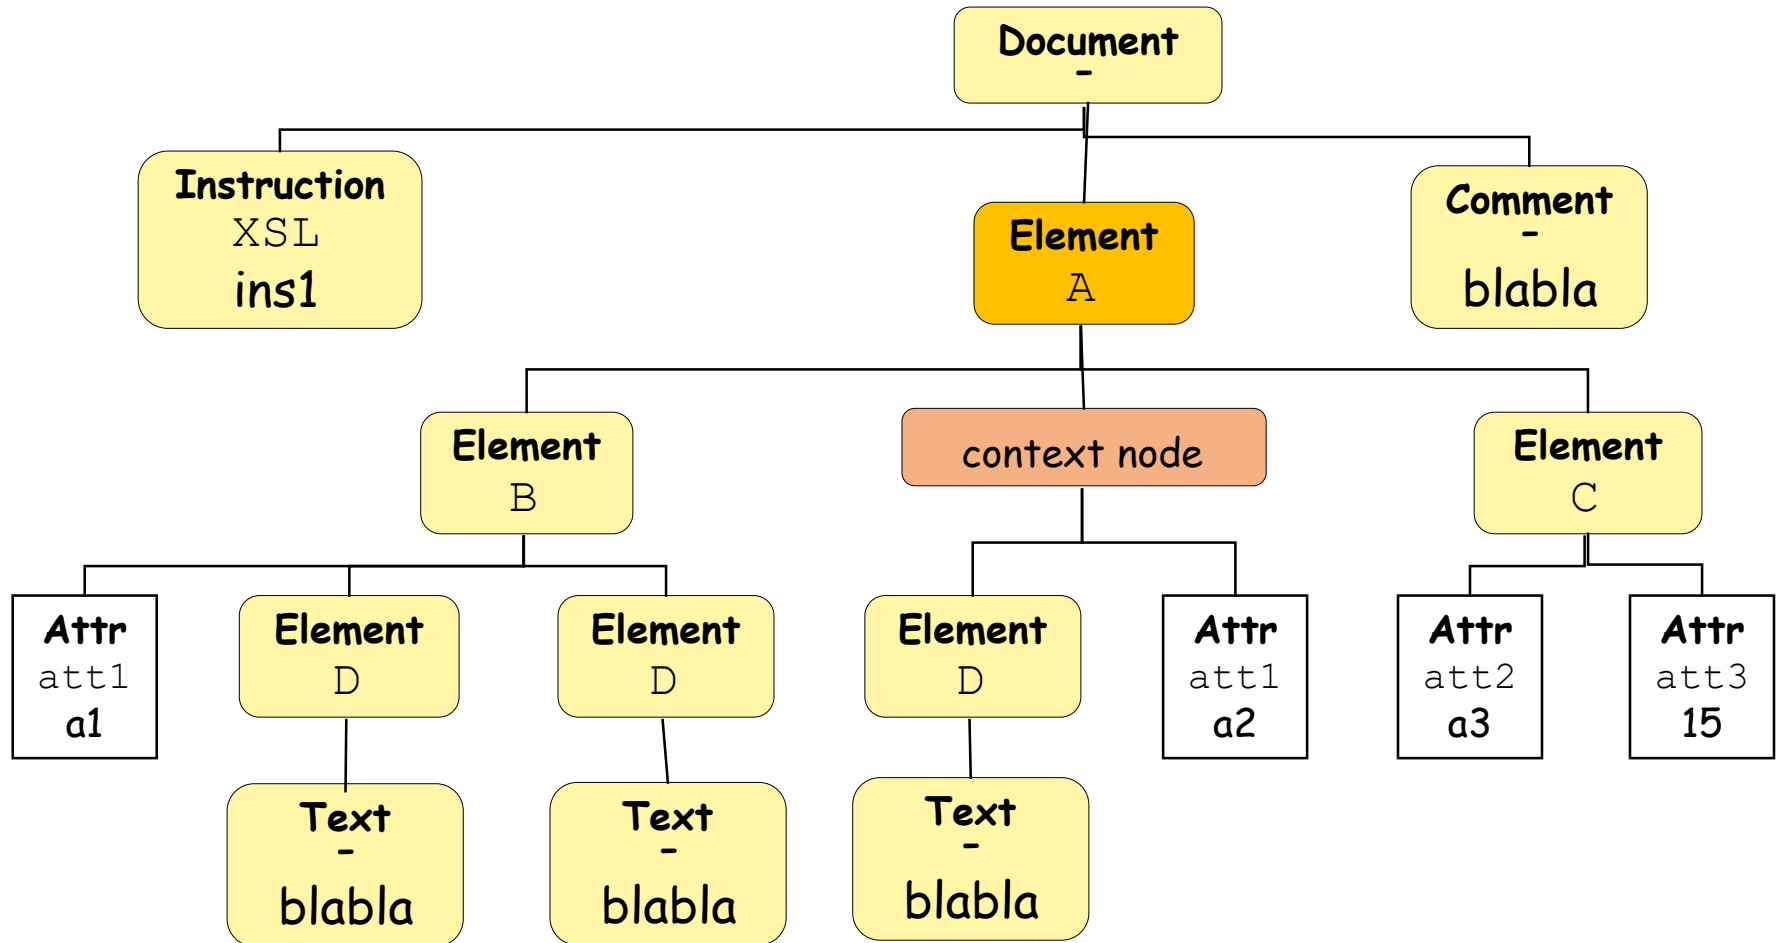 Document
-
Instruction
XSL
ins1
Element
A
Comment
-
blabla
Element
B
context node
Element
C
Attr
att1
a1
Element
D
Element
D
Element
D
Attr
att1
a2
Attr
att2
a3
Attr
att3
15
Text
-
blabla
Text
-
blabla
Text
-
blabla